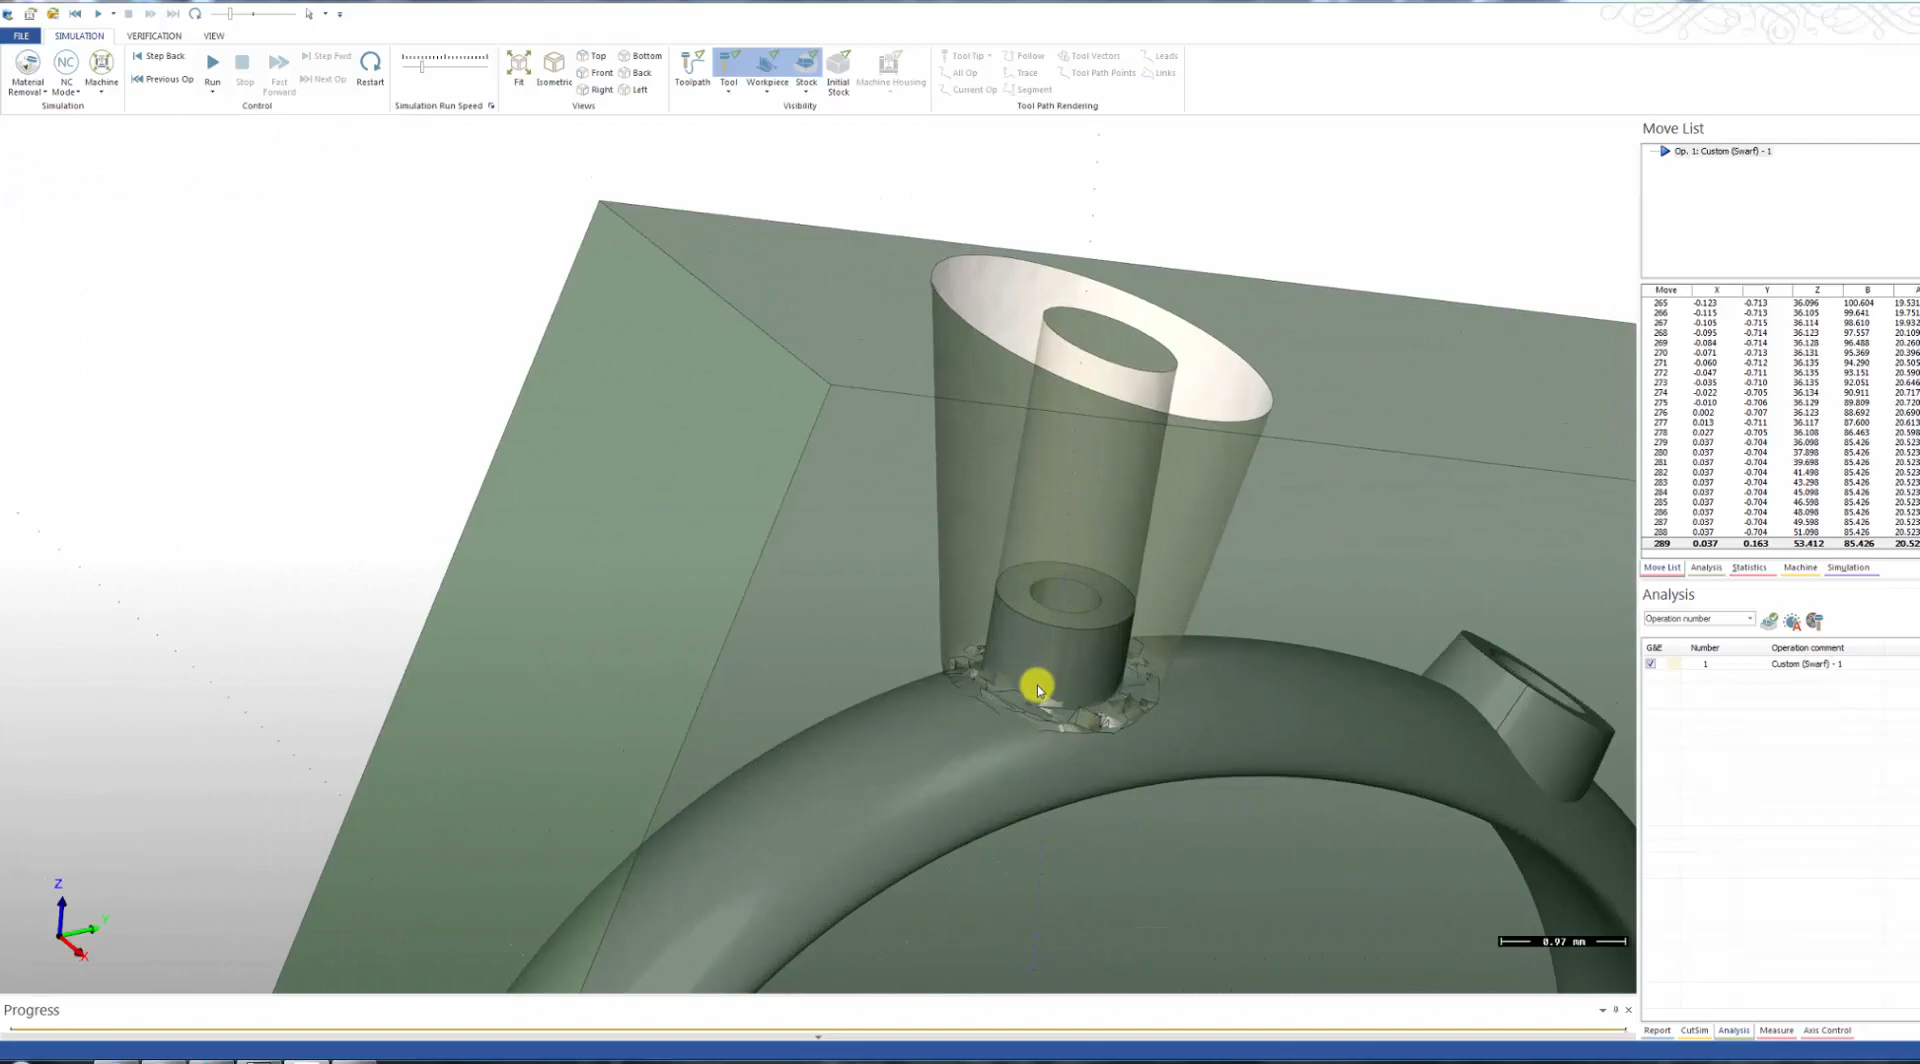 FILE SIMULATION VERIFICATION VIEW
Material Removal NC Mode Machine
Simulation
Step Back
Previous Op
Run Stop Fast Forward
Step Fwd
Next Op
Restart
Control
Simulation Run Speed
Fit Isometric
Top Bottom
Front Back
Right Left
Views
Toolpath Tool Workpiece Stock Initial Stock Machine Housing
Visibility
Tool Tip Follow Tool Vectors Leads
All Op Trace Tool Path Points Links
Current Op Segment
Tool Path Rendering
Move List
Op. 1: Custom (Swarf) - 1
Move X Y Z B A
265 -0.123 -0.713 36.096 100.604 19.531
266 -0.115 -0.713 36.105 99.641 19.751
267 -0.105 -0.715 36.114 98.610 19.932
268 -0.095 -0.714 36.123 97.557 20.109
269 -0.084 -0.714 36.128 96.488 20.260
270 -0.071 -0.713 36.131 95.369 20.396
271 -0.060 -0.712 36.135 94.290 20.505
272 -0.047 -0.711 36.135 93.151 20.590
273 -0.035 -0.710 36.135 92.051 20.646
274 -0.022 -0.705 36.134 90.911 20.717
275 -0.010 -0.706 36.129 89.809 20.720
276 0.002 -0.707 36.123 88.692 20.690
277 0.013 -0.711 36.117 87.600 20.613
278 0.027 -0.705 36.108 86.463 20.598
279 0.037 -0.704 36.098 85.426 20.523
280 0.037 -0.704 37.898 85.426 20.523
281 0.037 -0.704 39.698 85.426 20.523
282 0.037 -0.704 41.498 85.426 20.523
283 0.037 -0.704 43.298 85.426 20.523
284 0.037 -0.704 45.098 85.426 20.523
285 0.037 -0.704 46.598 85.426 20.523
286 0.037 -0.704 48.098 85.426 20.523
287 0.037 -0.704 49.598 85.426 20.523
288 0.037 -0.704 51.098 85.426 20.523
289 0.037 0.163 53.412 85.426 20.52
Move List Analysis Statistics Machine Simulation
Analysis
Operation number
G&E Number Operation comment
1 Custom (Swarf) - 1
Z
Y
X
0.97 mm
Progress
Report CutSim Analysis Measure Axis Control